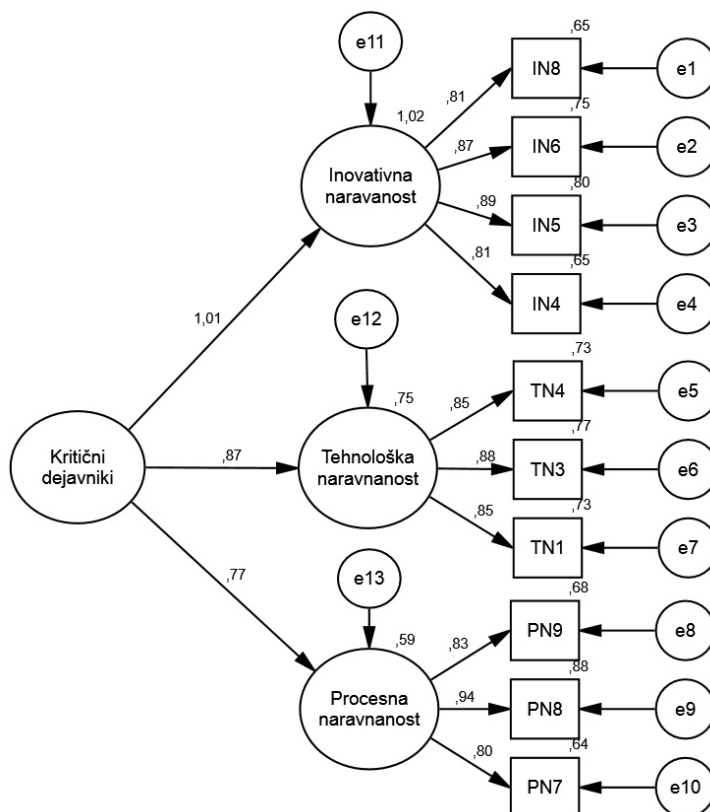 e11
,65
IN8
e1
,81
1,02
,75
,87
IN6
e2
Inovativna
naravanost
,80
,89
IN5
e3
,81
,65
IN4
e4
1,01
e12
,73
,75
,85
TN4
e5
,77
Kritični
dejavniki
,87
Tehnološka
naravnanost
,88
TN3
e6
,73
,85
TN1
e7
,77
e13
,68
,59
,83
PN9
e8
,88
Procesna
naravnanost
,94
PN8
e9
,64
,80
PN7
e10